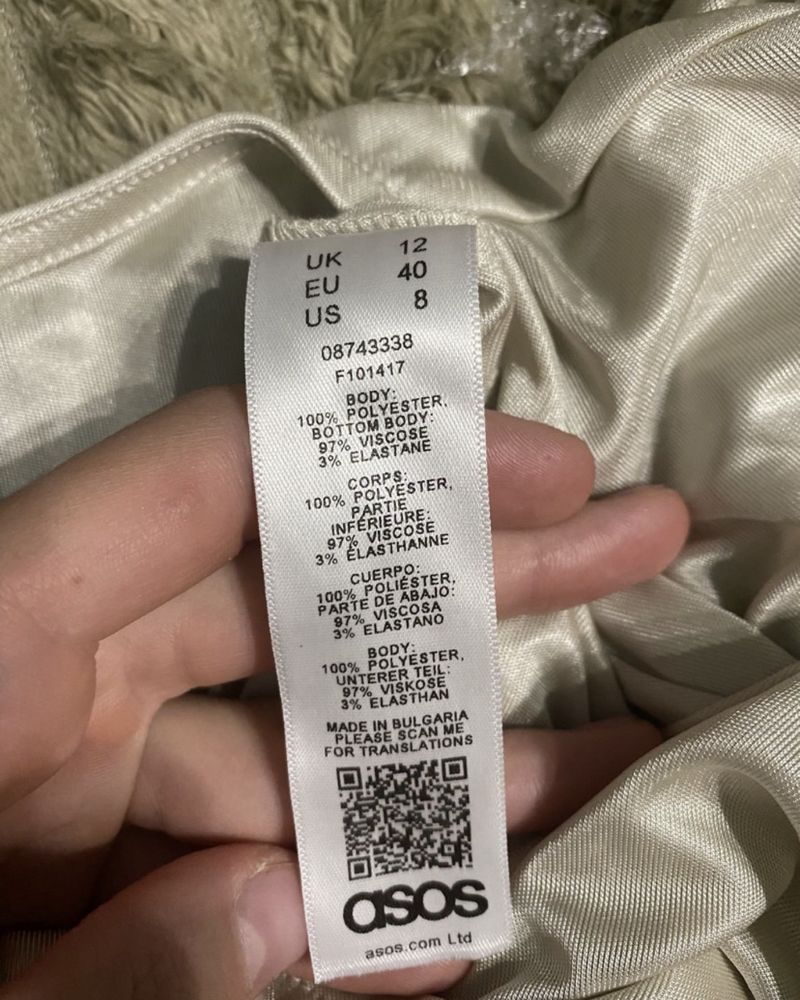 UK 12
EU 40
US 8
08743338
F101417
BODY:
100% POLYESTER,
BOTTOM BODY:
97% VISCOSE
3% ELASTANE
CORPS:
100% POLYESTER,
PARTIE
INFÉRIEURE:
97% VISCOSE
3% ÉLASTHANNE
CUERPO:
100% POLIÉSTER,
PARTE DE ABAJO:
97% VISCOSA
3% ELASTANO
BODY:
100% POLYESTER,
UNTERER TEIL:
97% VISKOSE
3% ELASTHAN
MADE IN BULGARIA
PLEASE SCAN ME
FOR TRANSLATIONS
asos
asos.com Ltd